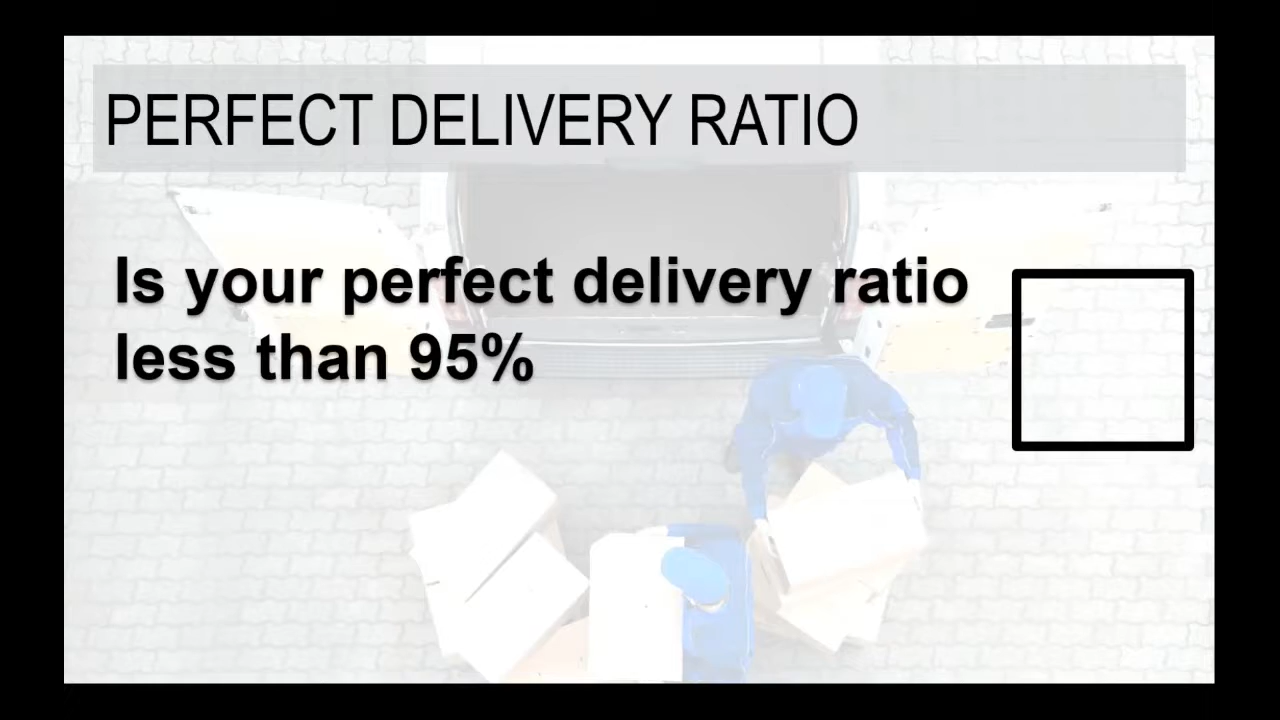 PERFECT DELIVERY RATIO
Is your perfect delivery ratio
less than 95%